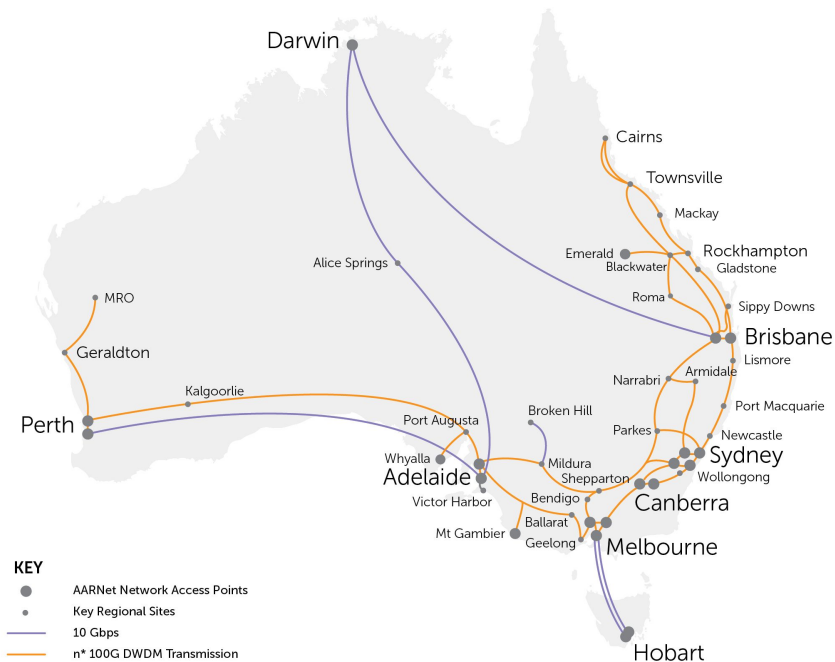 Darwin
Cairns
Townsville
Mackay
Emerald
Rockhampton
Blackwater
Gladstone
Alice Springs
MRO
Roma
Sippy Downs
Brisbane
Geraldton
Lismore
Narrabri
Armidale
Kalgoorlie
Port Macquarie
Broken Hill
Perth
Port Augusta
Parkes
Newcastle
Whyalla
Mildura
Sydney
Adelaide
Shepparton
Wollongong
Victor Harbor
Bendigo
Canberra
Ballarat
Mt Gambier
Geelong
Melbourne
KEY
AARNet Network Access Points
Key Regional Sites
10 Gbps
n* 100G DWDM Transmission
Hobart